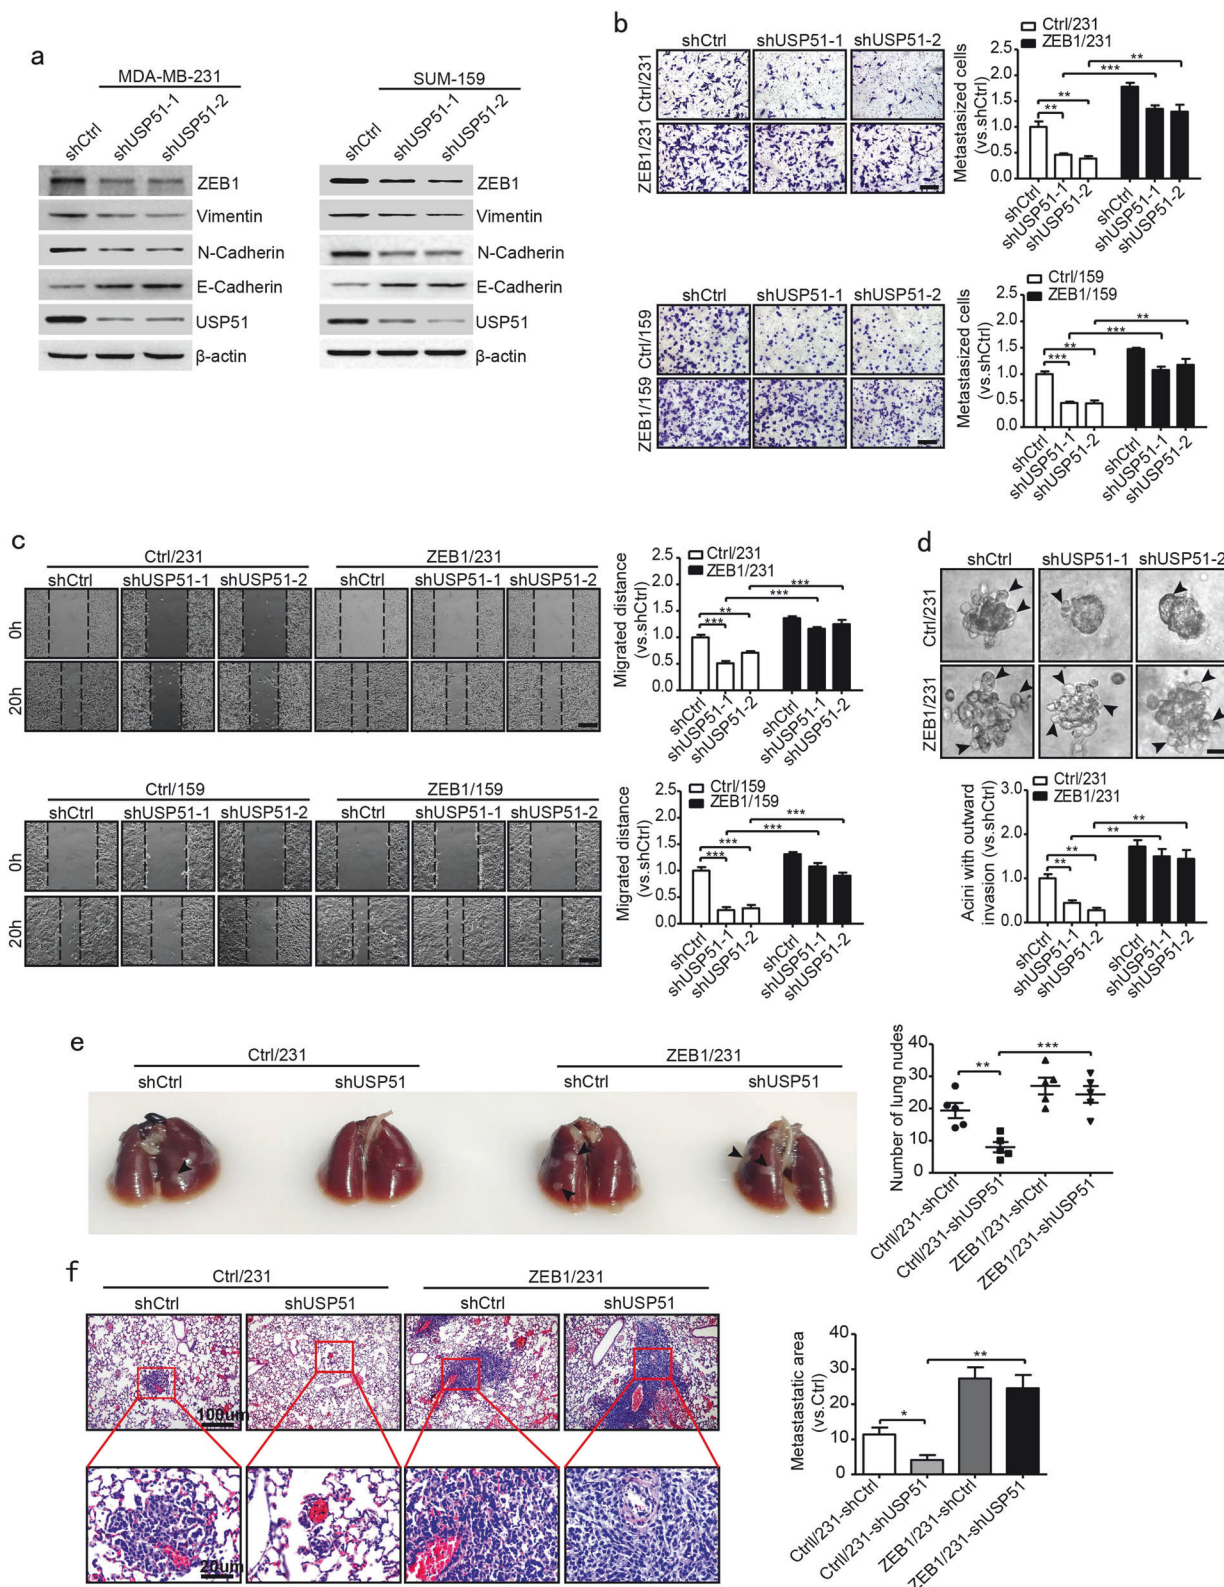 a
MDA-MB-231
shCtrl
shUSP51-1
shUSP51-2
ZEB1
Vimentin
N-Cadherin
E-Cadherin
USP51
β-actin
SUM-159
shCtrl
shUSP51-1
shUSP51-2
ZEB1
Vimentin
N-Cadherin
E-Cadherin
USP51
β-actin
b
shCtrl shUSP51-1 shUSP51-2
Ctrl/231
ZEB1/231
Metastasized cells
(vs.shCtrl)
Ctrl/231
ZEB1/231
2.0
1.5
1.0
0.5
0.0
** ** *** **
shCtrl
shUSP51-1
shUSP51-2
shCtrl
shUSP51-1
shUSP51-2
shCtrl shUSP51-1 shUSP51-2
Ctrl/159
ZEB1/159
Metastasized cells
(vs.shCtrl)
Ctrl/159
ZEB1/159
2.0
1.5
1.0
0.5
0
*** ** *** **
shCtrl
shUSP51-1
shUSP51-2
shCtrl
shUSP51-1
shUSP51-2
c
Ctrl/231 ZEB1/231
shCtrl shUSP51-1 shUSP51-2 shCtrl shUSP51-1 shUSP51-2
0h
20h
Migrated distance
(vs.shCtrl)
Ctrl/231
ZEB1/231
2.5
2.0
1.5
1.0
0.5
0.0
*** ** *** ***
shCtrl
shUSP51-1
shUSP51-2
shCtrl
shUSP51-1
shUSP51-2
Ctrl/159 ZEB1/159
shCtrl shUSP51-1 shUSP51-2 shCtrl shUSP51-1 shUSP51-2
0h
20h
Migrated distance
(vs.shCtrl)
Ctrl/159
ZEB1/159
2.5
2.0
1.5
1.0
0.5
0.0
*** *** *** ***
shCtrl
shUSP51-1
shUSP51-2
shCtrl
shUSP51-1
shUSP51-2
d
shCtrl shUSP51-1 shUSP51-2
Ctrl/231
ZEB1/231
Acini with outward
invasion (vs.shCtrl)
Ctrl/231
ZEB1/231
3.0
2.0
1.0
0.0
** ** ** **
shCtrl
shUSP51-1
shUSP51-2
shCtrl
shUSP51-1
shUSP51-2
e
Ctrl/231 ZEB1/231
shCtrl shUSP51 shCtrl shUSP51
Number of lung nudes
40
30
20
10
0
** ***
Ctrll/231-shCtrl
Ctrll/231-shUSP51
ZEB1/231-shCtrl
ZEB1/231-shUSP51
f
Ctrl/231 ZEB1/231
shCtrl shUSP51 shCtrl shUSP51
100um
20um
Metastastatic area
(vs.Ctrl)
40
30
20
10
0
* **
Ctrll/231-shCtrl
Ctrl/231-shUSP51
ZEB1/231-shCtrl
ZEB1/231-shUSP51